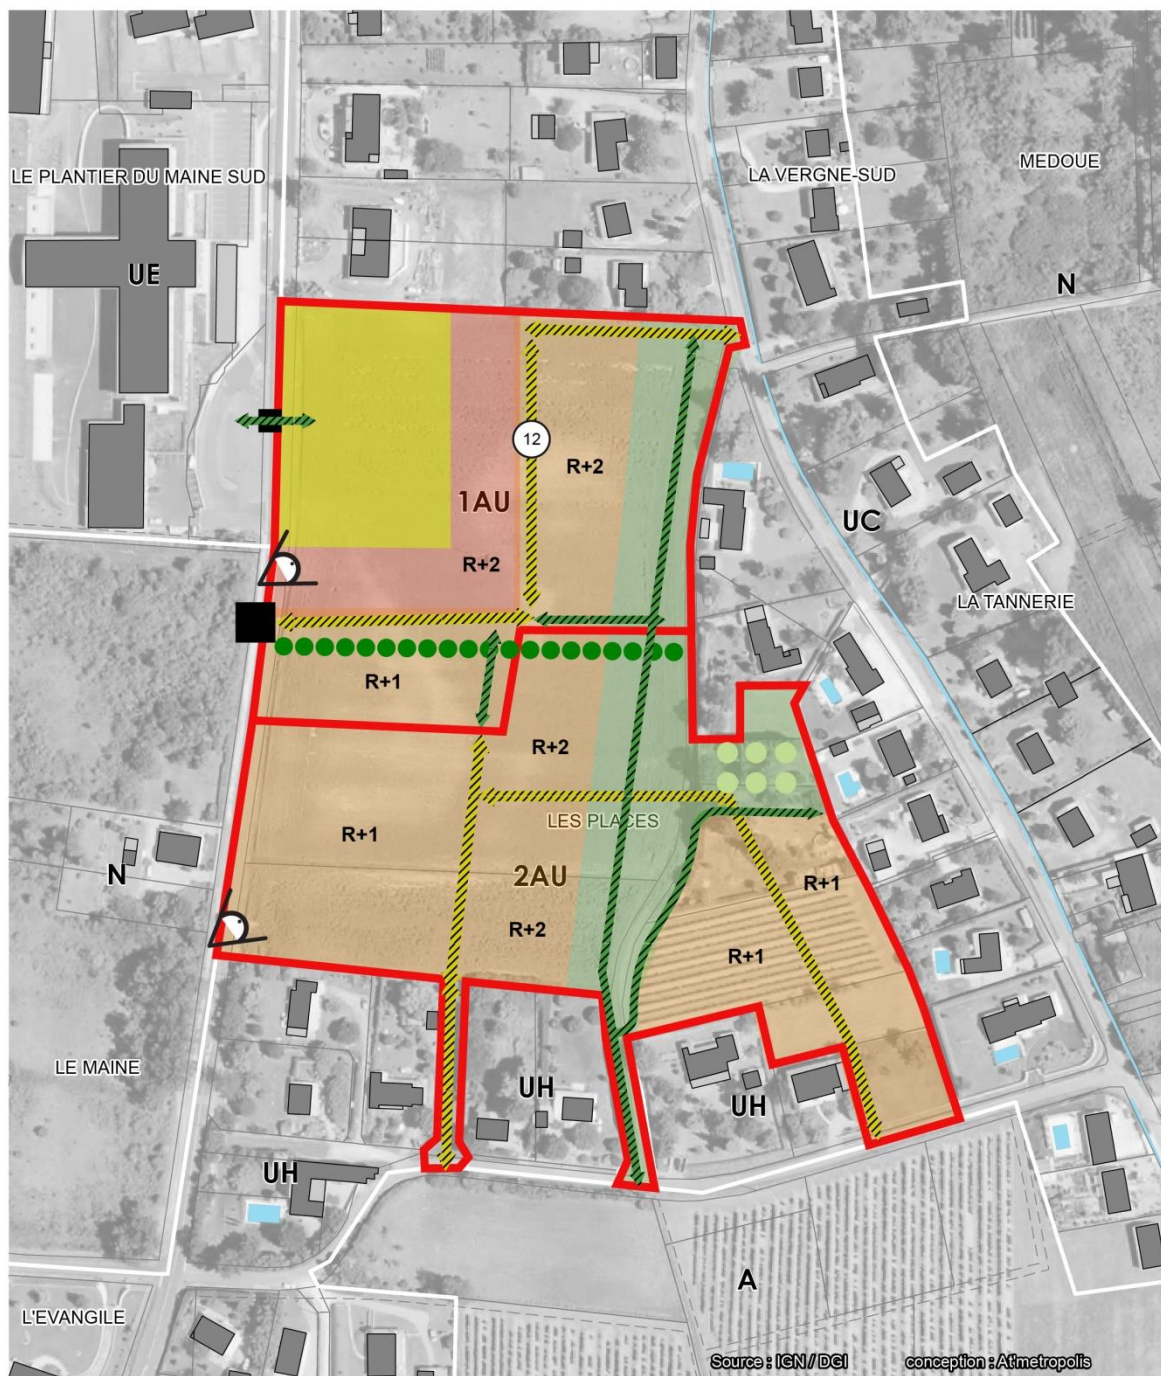 LE PLANTIER DU MAINE SUD
LA VERGNE-SUD
MEDOUE
UE
N
12
R+2
1AU
UC
R+2
LA TANNERIE
R+1
R+2
LES PLACES
R+1
N
2AU
R+1
R+2
R+1
LE MAINE
UH
UH
UH
A
L'EVANGILE
Source : IGN / DGI
conception : At'metropolis